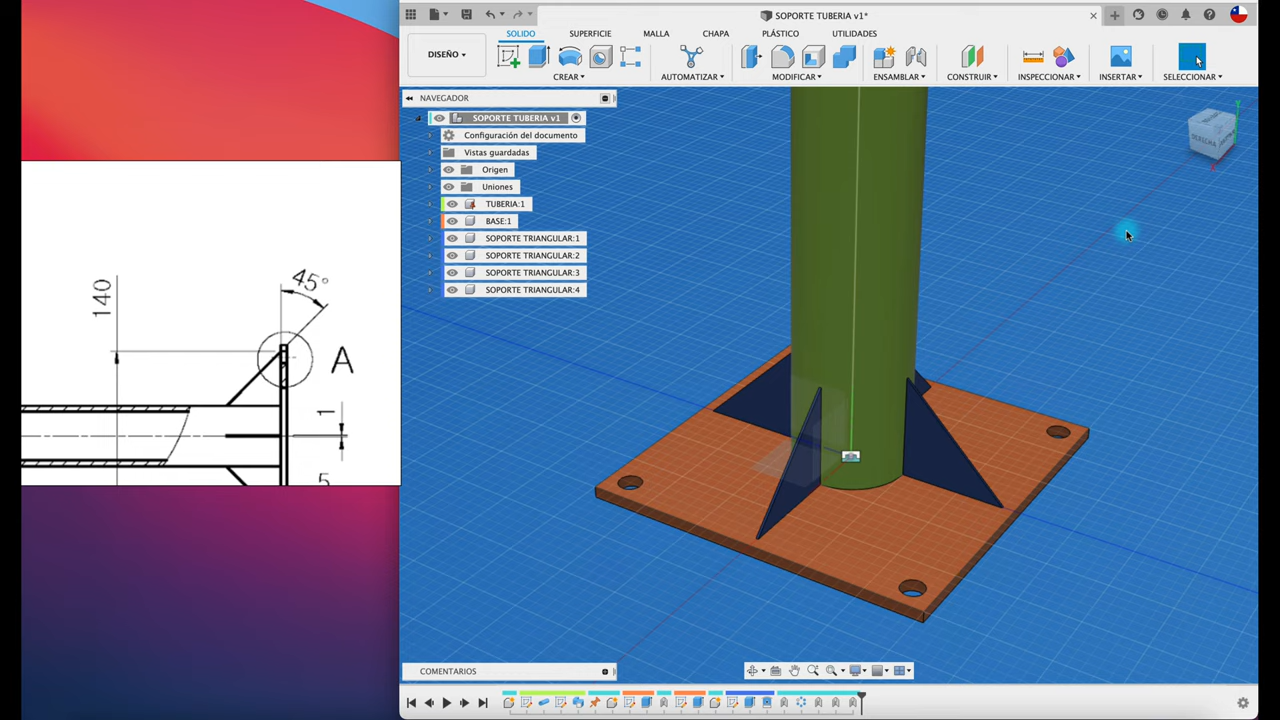 SOPORTE TUBERIA v1*
SOLIDO
SUPERFICIE
MALLA
CHAPA
PLÁSTICO
UTILIDADES
DISEÑO
CREAR
AUTOMATIZAR
MODIFICAR
ENSAMBLAR
CONSTRUIR
INSPECCIONAR
INSERTAR
SELECCIONAR
NAVEGADOR
SOPORTE TUBERIA v1
Configuración del documento
Vistas guardadas
Origen
Uniones
TUBERIA:1
BASE:1
SOPORTE TRIANGULAR:1
SOPORTE TRIANGULAR:2
SOPORTE TRIANGULAR:3
SOPORTE TRIANGULAR:4
DERECHA
Y
X
45°
140
A
1
5
COMENTARIOS